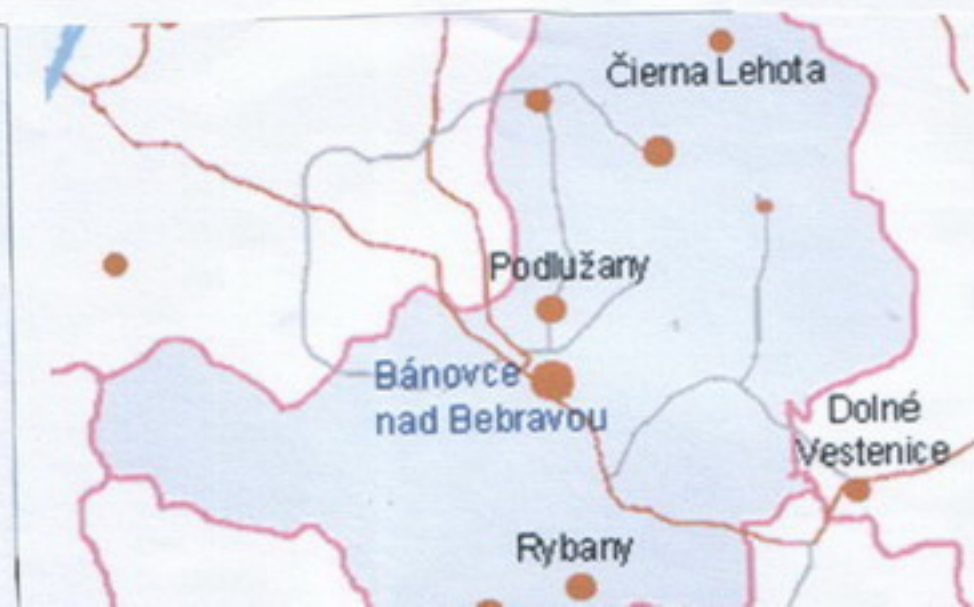 Čierna Lehota
Podlužany
Bánovce
nad Bebravou
Dolné
Vestenice
Rybany